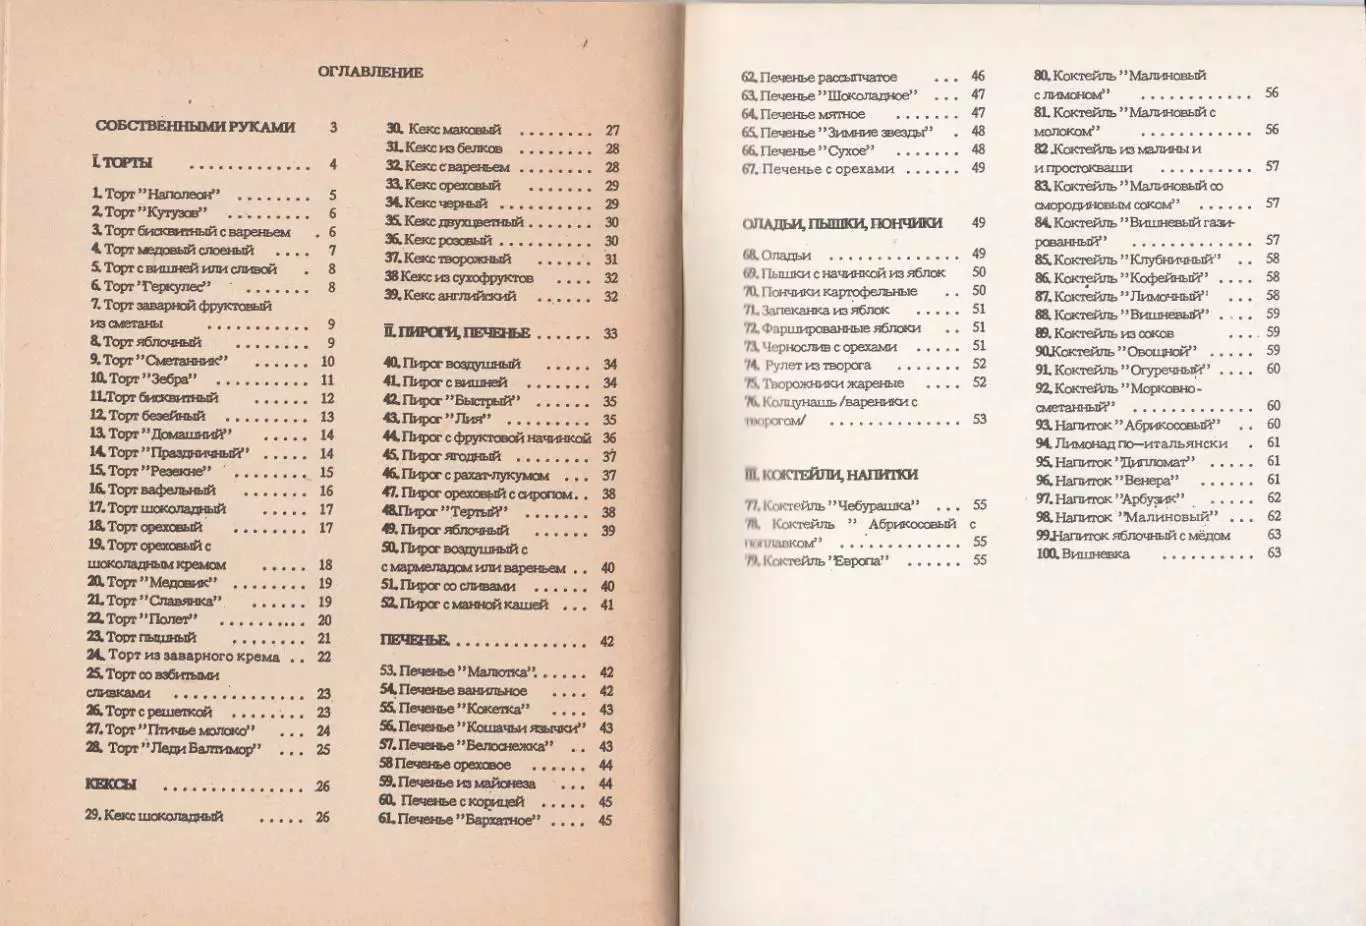 ОГЛАВЛЕНИЕ
СОБСТВЕННЫМИ РУКАМИ 3
I. ТОРТЫ ............. 4
1. Торт "Наполеон" ........ 5
2. Торт "Кутузов" ......... 6
3. Торт бисквитный с вареньем . 6
4. Торт медовый слоеный .... 7
5. Торт с вишней или сливой . 8
6. Торт "Геркулес" ....... 8
7. Торт заварной фруктовый
из сметаны ........... 9
8. Торт яблочный ......... 9
9. Торт "Сметанник" ...... 10
10. Торт "Зебра" .......... 11
11. Торт бисквитный ...... 12
12. Торт безейный ......... 13
13. Торт "Домашний" ..... 14
14. Торт "Праздничный" ..... 14
15. Торт "Резекне" ........ 15
16. Торт вафельный ....... 16
17. Торт шоколадный ..... 17
18. Торт ореховый ........ 17
19. Торт ореховый с
шоколадным кремом ..... 18
20. Торт "Медовик" ........ 19
21. Торт "Славянка" ...... 19
22. Торт "Полет" .......... 20
23. Торт пышный ........ 21
24. Торт из заварного крема .. 22
25. Торт со взбитыми
сливками .............. 23
26. Торт с решеткой ........ 23
27. Торт "Птичье молоко" ... 24
28. Торт "Леди Балтимор" ... 25
КЕКСЫ ............... 26
29. Кекс шоколадный ..... 26
30. Кекс маковый ........ 27
31. Кекс из белков ........ 28
32. Кекс с вареньем ........ 28
33. Кекс ореховый ....... 29
34. Кекс черный .......... 29
35. Кекс двухцветный ....... 30
36. Кекс розовый .......... 30
37. Кекс творожный ...... 31
38 Кекс из сухофруктов .... 32
39. Кекс английский ...... 32
II. ПИРОГИ, ПЕЧЕНЬЕ ...... 33
40. Пирог воздушный ..... 34
41. Пирог с вишней ....... 34
42. Пирог "Быстрый" ...... 35
43. Пирог "Лия" ......... 35
44. Пирог с фруктовой начинкой 36
45. Пирог ягодный ........ 37
46. Пирог с рахат-лукумом ... 37
47. Пирог ореховый с сиропом .. 38
48. Пирог "Тертый" ....... 38
49. Пирог яблочный ...... 39
50. Пирог воздушный с
с мармеладом или вареньем .. 40
51. Пирог со сливами ..... 40
52. Пирог с манной кашей ... 41
ПЕЧЕНЬЕ .............. 42
53. Печенье "Малютка" ...... 42
54. Печенье ванильное .... 42
55. Печенье "Кокетка" .... 43
56. Печенье "Кошачьи язычки" 43
57. Печенье "Белоснежка" .. 43
58 Печенье ореховое ...... 44
59. Печенье из майонеза ... 44
60. Печенье с корицей ..... 45
61. Печенье "Бархатное" .... 45
62. Печенье рассыпчатое ... 46
63. Печенье "Шоколадное" ... 47
64. Печенье мятное ..... 47
65. Печенье "Зимние звезды" . 48
66. Печенье "Сухое" ....... 48
67. Печенье с орехами ...... 49
ОЛАДЬИ, ПЫШКИ, ПОНЧИКИ 49
68. Оладьи ............ 49
69. Пышки с начинкой из яблок 50
70. Пончики картофельные .. 50
71. Запеканка из яблок ..... 51
72. Фаршированные яблоки .. 51
73. Чернослив с орехами ..... 51
74. Рулет из творога ....... 52
75. Творожники жареные .... 52
76. Колдунашь /вареники с
творогом/ ............. 53
III. КОКТЕЙЛИ, НАПИТКИ
77. Коктейль "Чебурашка" ... 55
78. Коктейль " Абрикосовый с
поплавком" ............ 55
79. Коктейль "Европа" ...... 55
80. Коктейль "Малиновый
с лимоном" ............ 56
81. Коктейль "Малиновый с
молоком" ............ 56
82. Коктейль из малины и
и простокваши .......... 57
83. Коктейль "Малиновый со
смородиновым соком" ...... 57
84. Коктейль "Вишневый гази-
рованный" ............ 57
85. Коктейль "Клубничный" .. 58
86. Коктейль "Кофейный" .... 58
87. Коктейль "Лимочный" .... 58
88. Коктейль "Вишневый" .... 59
89. Коктейль из соков .... 59
90. Коктейль "Овощной" ..... 59
91. Коктейль "Огуречный" .... 60
92. Коктейль "Морковно-
сметанный" ............ 60
93. Напиток "Абрикосовый" .. 60
94. Лимонад по-итальянски . 61
95. Напиток "Дипломат" ..... 61
96. Напиток "Венера" ...... 61
97. Напиток "Арбузик" ..... 62
98. Напиток "Малиновый" ... 62
99. Напиток яблочный с мёдом 63
100. Вишневка .......... 63